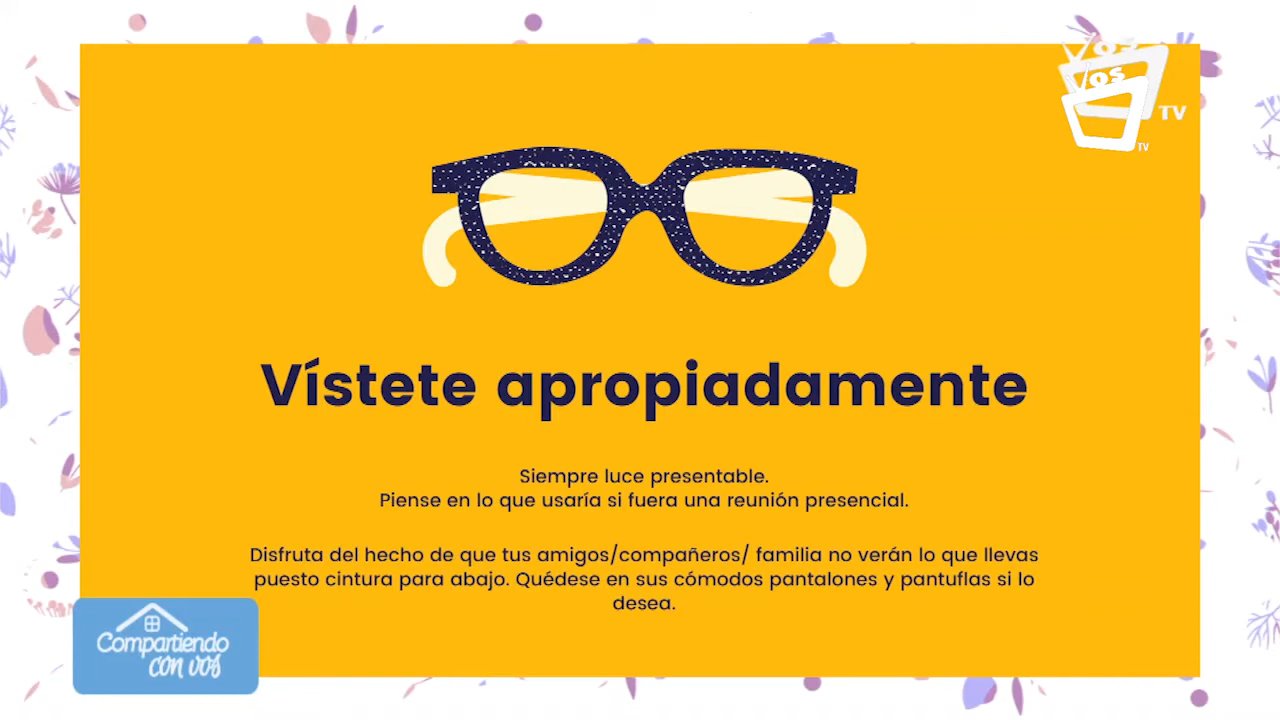 Vos
TV
Vos
TV
Vístete apropiadamente
Siempre luce presentable.
Piense en lo que usaría si fuera una reunión presencial.
Disfruta del hecho de que tus amigos/compañeros/ familia no verán lo que llevas
puesto cintura para abajo. Quédese en sus cómodos pantalones y pantuflas si lo
desea.
Compartiendo
con vos